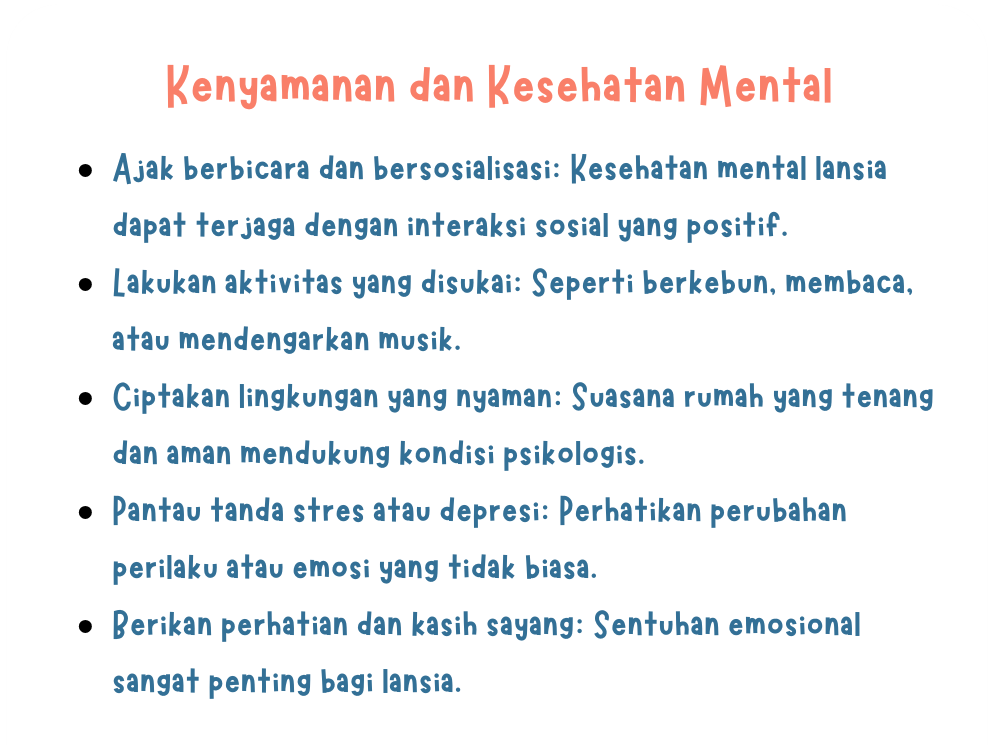 Kenyamanan dan Kesehatan Mental
• Ajak berbicara dan bersosialisasi: Kesehatan mental lansia
dapat terjaga dengan interaksi sosial yang positif.
• Lakukan aktivitas yang disukai: Seperti berkebun, membaca,
atau mendengarkan musik.
• Ciptakan lingkungan yang nyaman: Suasana rumah yang tenang
dan aman mendukung kondisi psikologis.
• Pantau tanda stres atau depresi: Perhatikan perubahan
perilaku atau emosi yang tidak biasa.
• Berikan perhatian dan kasih sayang: Sentuhan emosional
sangat penting bagi lansia.